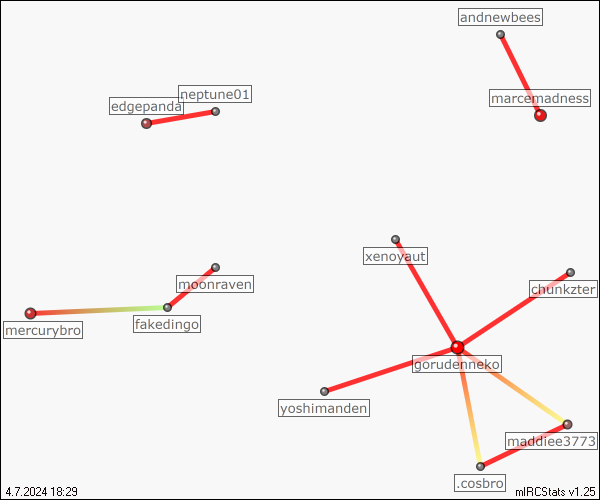 andnewbees
neptune01
marcemadness
edgepanda
xenoyaut
moonraven
chunkzter
mercurybro
fakedingo
gorudenneko
yoshimanden
maddiee3773
.cosbro
4.7.2024 18:29
mIRCStats v1.25